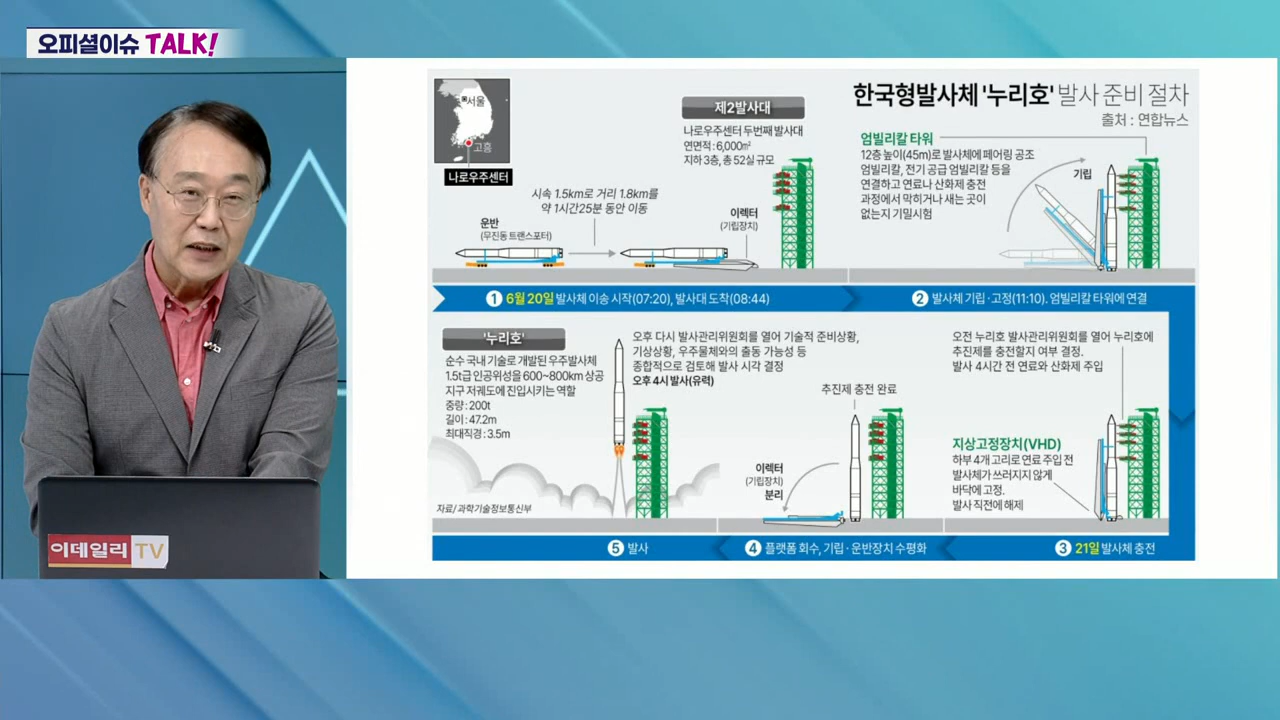 오피셜이슈 TALK!
한국형발사체 '누리호' 발사 준비 절차
출처 : 연합뉴스
서울
고흥
나로우주센터
제2발사대
나로우주센터 두번째 발사대
연면적 : 6,000㎡
지하 3층, 총 52실 규모
시속 1.5km로 거리 1.8km를
약 1시간25분 동안 이동
운반
(무진동 트랜스포터)
이렉터
(기립장치)
엄빌리칼 타워
12층 높이(45m)로 발사체에 페어링 공조
엄빌리칼, 전기 공급 엄빌리칼 등을
연결하고 연료나 산화제 충전
과정에서 막히거나 새는 곳이
없는지 기밀시험
기립
1 6월 20일 발사체 이송 시작(07:20), 발사대 도착(08:44)
2 발사체 기립·고정(11:10). 엄빌리칼 타워에 연결
'누리호'
순수 국내 기술로 개발된 우주발사체
1.5t급 인공위성을 600~800km 상공
지구 저궤도에 진입시키는 역할
중량 : 200t
길이 : 47.2m
최대직경 : 3.5m
자료/ 과학기술정보통신부
오후 다시 발사관리위원회를 열어 기술적 준비상황,
기상상황, 우주물체와의 출동 가능성 등
종합적으로 검토해 발사 시각 결정
오후 4시 발사(유력)
추진제 충전 완료
이렉터
(기립장치)
분리
오전 누리호 발사관리위원회를 열어 누리호에
추진제를 충전할지 여부 결정.
발사 4시간 전 연료와 산화제 주입
지상고정장치(VHD)
하부 4개 고리로 연료 주입 전
발사체가 쓰러지지 않게
바닥에 고정.
발사 직전에 해제
5 발사
4 플랫폼 회수, 기립·운반장치 수평화
3 21일 발사체 충전
이데일리 TV